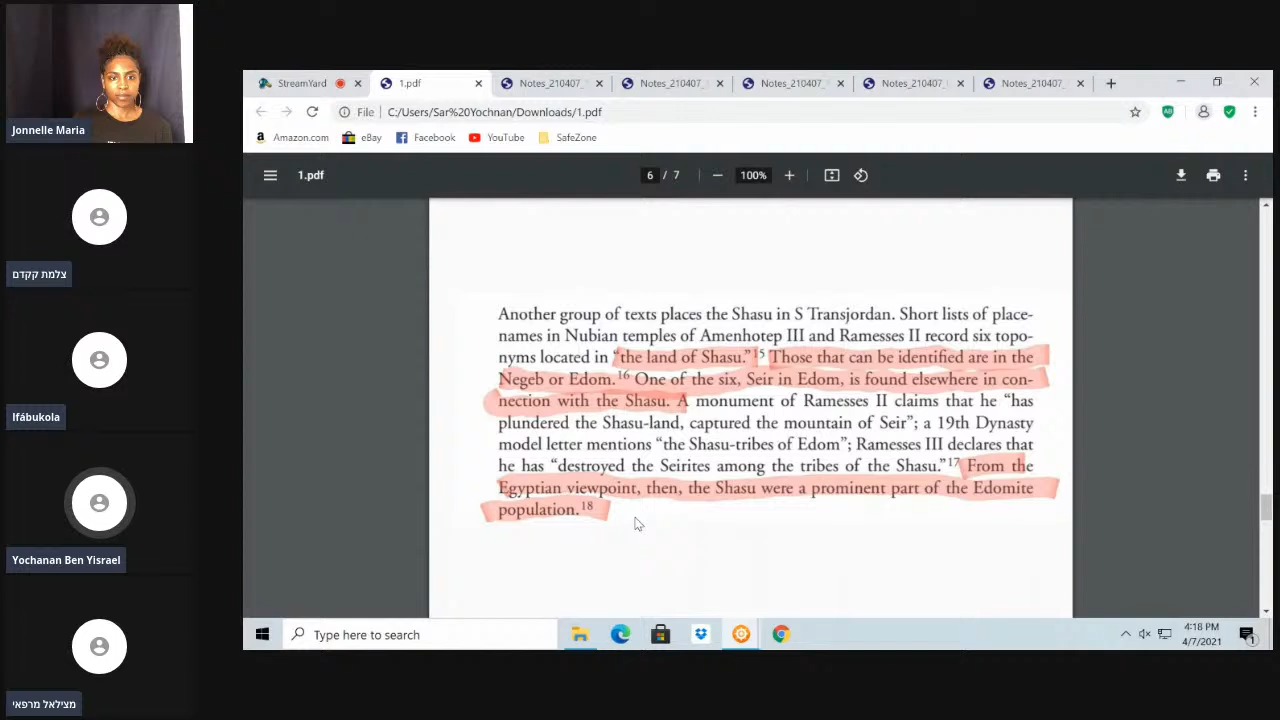 Jonnelle Maria
צלמת קקדם
Ifábukola
Yochanan Ben Yisrael
מצילאל מרפאי
StreamYard
1.pdf
Notes_210407_
Notes_210407_
Notes_210407_
Notes_210407_
Notes_210407_
File C:/Users/Sar%20Yochnan/Downloads/1.pdf
Amazon.com eBay Facebook YouTube SafeZone
1.pdf 6 / 7 100%
Another group of texts places the Shasu in S Transjordan. Short lists of place-
names in Nubian temples of Amenhotep III and Ramesses II record six topo-
nyms located in “the land of Shasu.”15 Those that can be identified are in the
Negeb or Edom.16 One of the six, Seir in Edom, is found elsewhere in con-
nection with the Shasu. A monument of Ramesses II claims that he “has
plundered the Shasu-land, captured the mountain of Seir”; a 19th Dynasty
model letter mentions “the Shasu-tribes of Edom”; Ramesses III declares that
he has “destroyed the Seirites among the tribes of the Shasu.”17 From the
Egyptian viewpoint, then, the Shasu were a prominent part of the Edomite
population.18
Type here to search
4:18 PM
4/7/2021
1